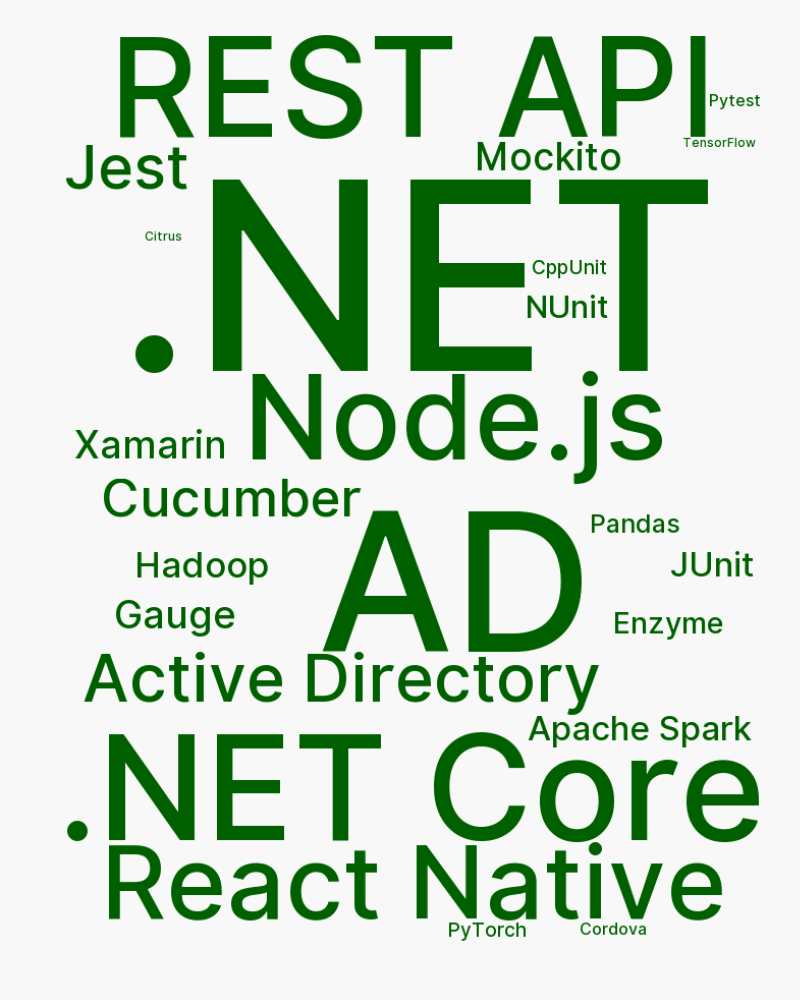 REST API
Pytest
TensorFlow
Jest
Mockito
.NET
Citrus
CppUnit
NUnit
Node.js
Xamarin
Cucumber
AD
Pandas
Hadoop
JUnit
Gauge
Enzyme
Active Directory
Apache Spark
.NET Core
React Native
PyTorch
Cordova